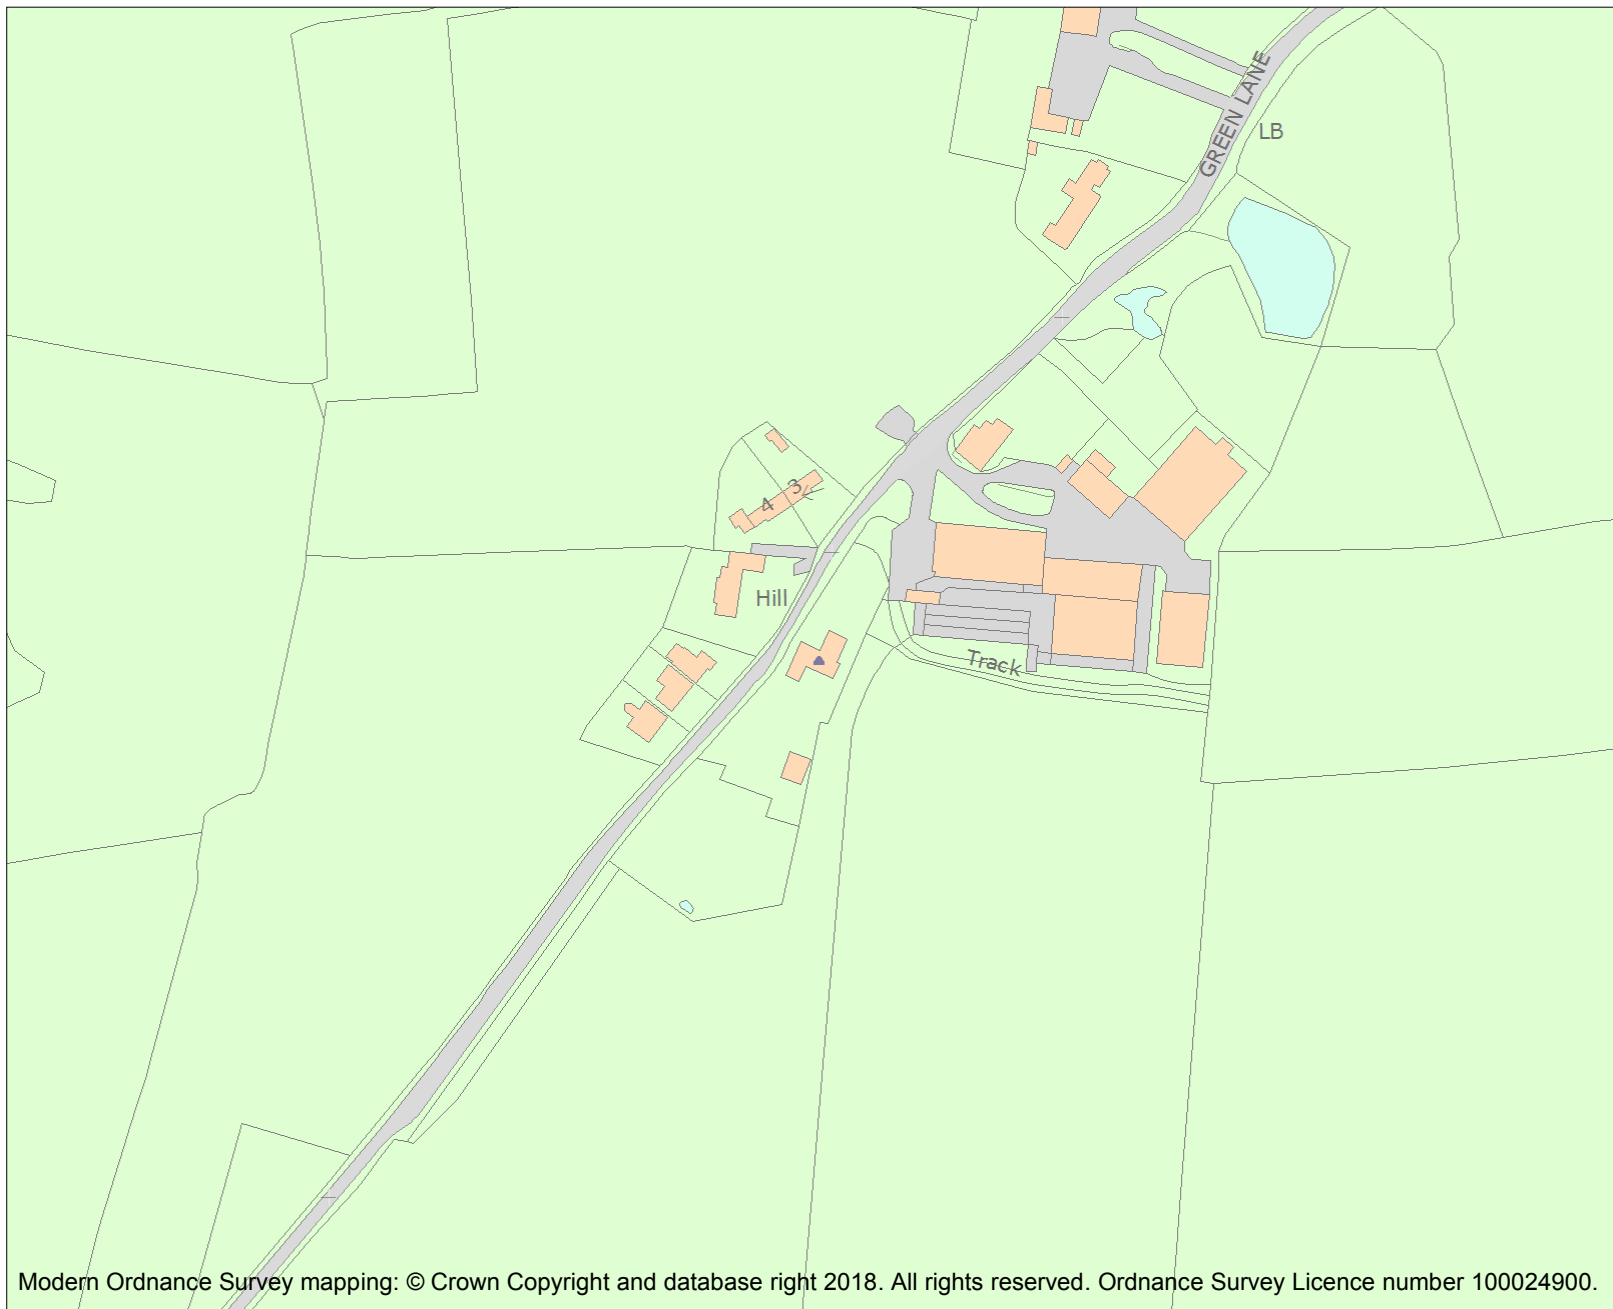 GREEN LANE
LB
3
4
Hill
Track
Modern Ordnance Survey mapping: © Crown Copyright and database right 2018. All rights reserved. Ordnance Survey Licence number 100024900.